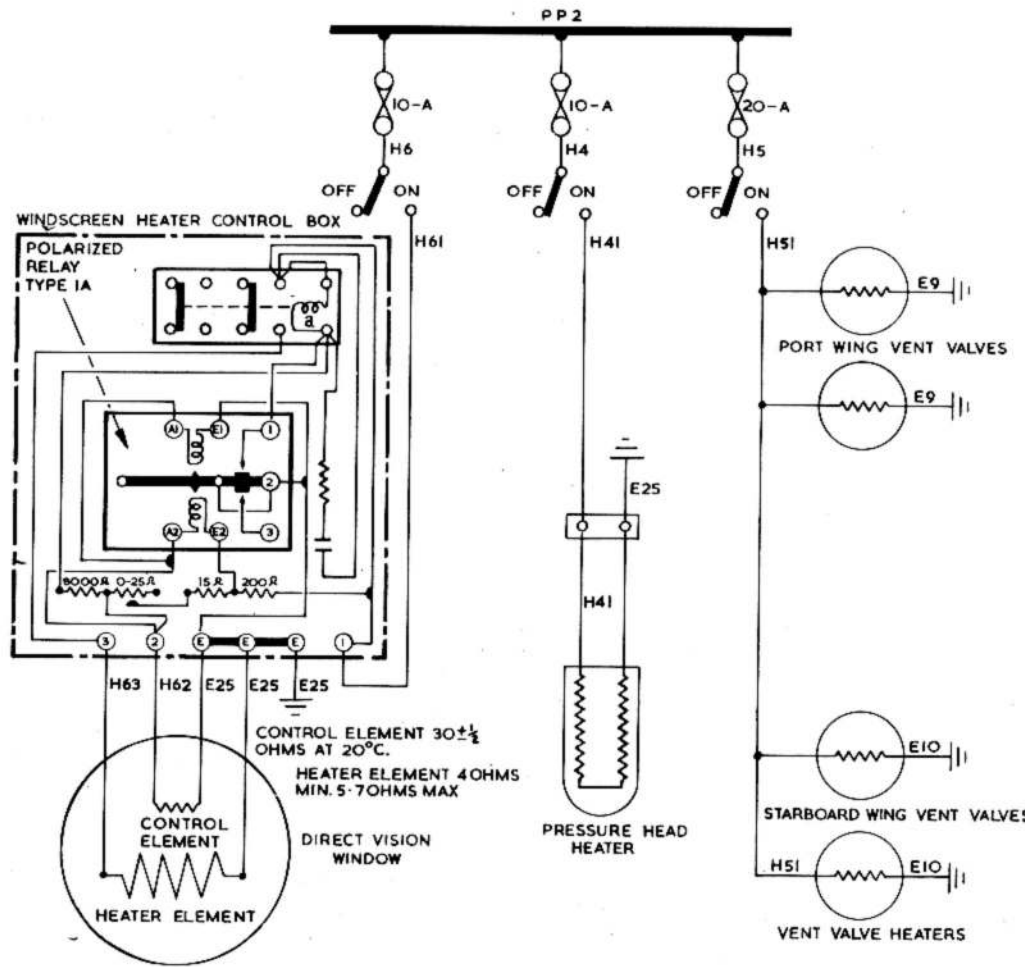 PP2
10-A
10-A
20-A
H6
H4
H5
OFF ON
OFF ON
OFF ON
H61
H41
H51
WINDSCREEN HEATER CONTROL BOX
POLARIZED
RELAY
TYPE 1A
a
A1 E1 1
2
A2 E2 3
8000Ω 0-25Ω 15Ω 200Ω
3 2 E E E 1
H63 H62 E25 E25 E25
CONTROL ELEMENT 30±½
OHMS AT 20°C.
HEATER ELEMENT 4 OHMS
MIN. 5·7 OHMS MAX
CONTROL
ELEMENT
HEATER ELEMENT
DIRECT VISION
WINDOW
E25
H41
PRESSURE HEAD
HEATER
E9
PORT WING VENT VALVES
E9
E10
STARBOARD WING VENT VALVES
H51
E10
VENT VALVE HEATERS